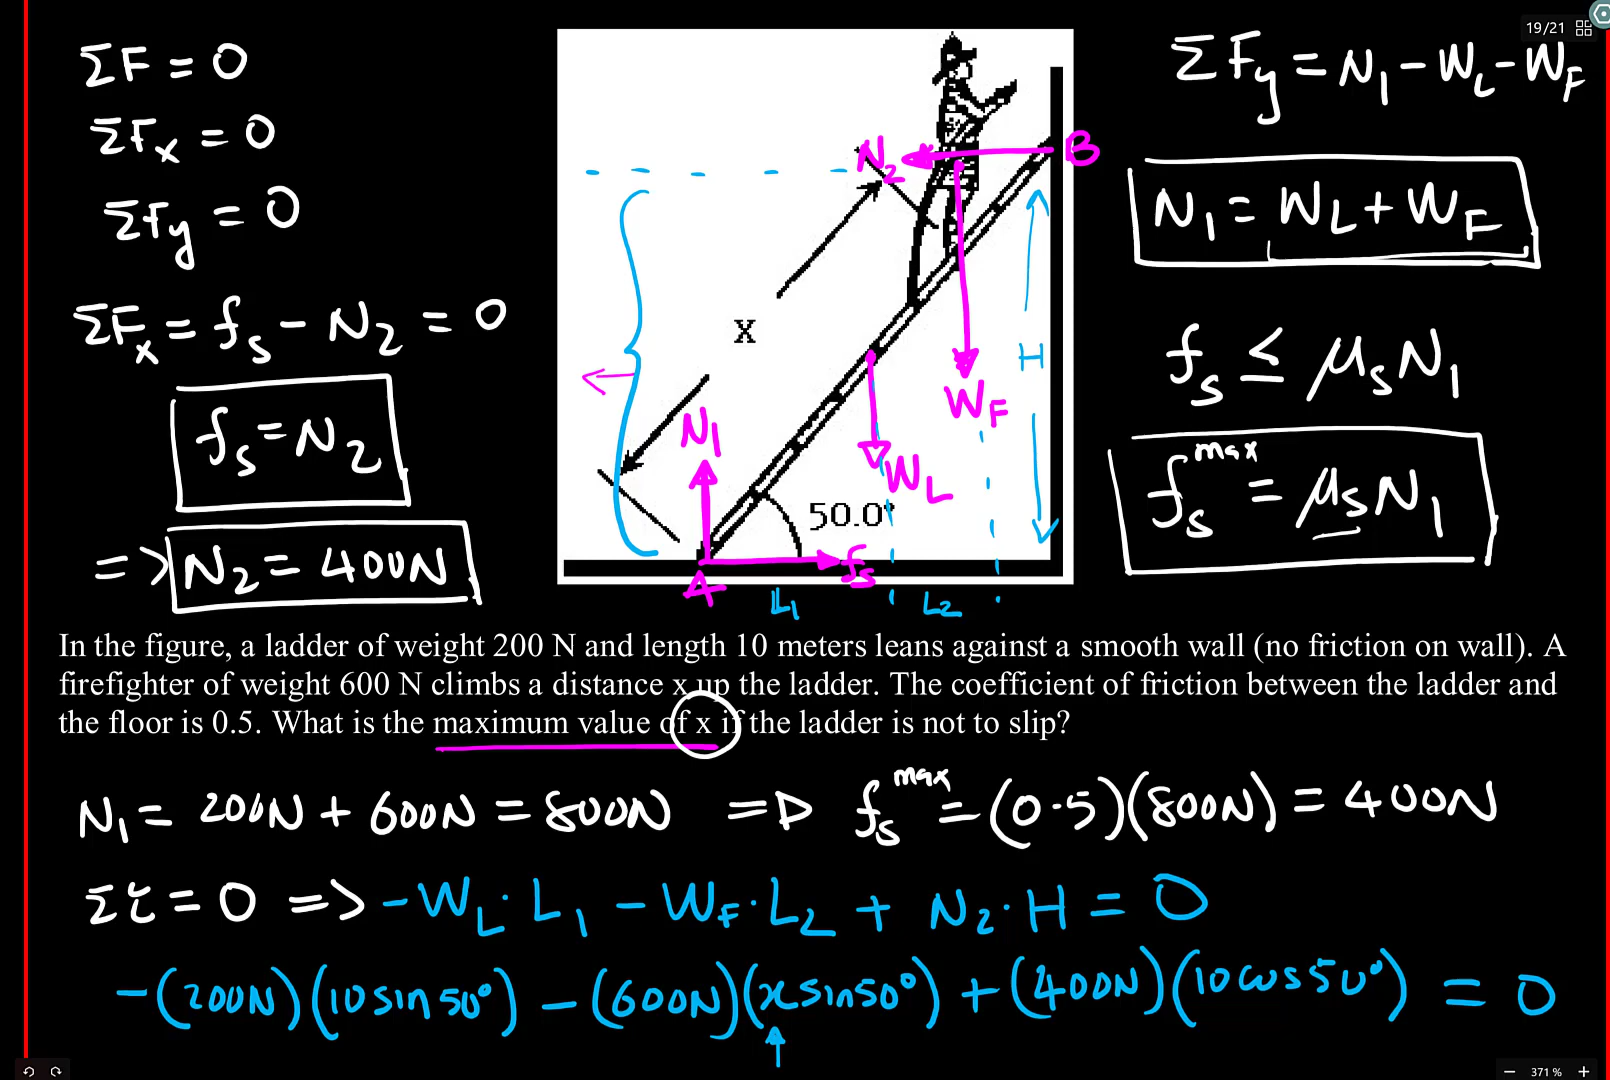 19/21
ΣF = 0
ΣFx = 0
Σfy = 0
ΣFx = fs - N2 = 0
fs = N2
=> N2 = 400N
N2
B
X
H
N1
WF
WL
50.0°
A
fs
L1
L2
ΣFy = N1 - WL - WF
N1 = WL + WF
fs ≤ μsN1
fs max = μsN1
In the figure, a ladder of weight 200 N and length 10 meters leans against a smooth wall (no friction on wall). A
firefighter of weight 600 N climbs a distance x up the ladder. The coefficient of friction between the ladder and
the floor is 0.5. What is the maximum value of x if the ladder is not to slip?
N1 = 200N + 600N = 800N => fs max = (0.5)(800N) = 400N
Στ = 0 => -WL·L1 - WF·L2 + N2·H = 0
-(200N)(10sin50°) - (600N)(xsin50°) + (400N)(10cos50°) = 0
371 %